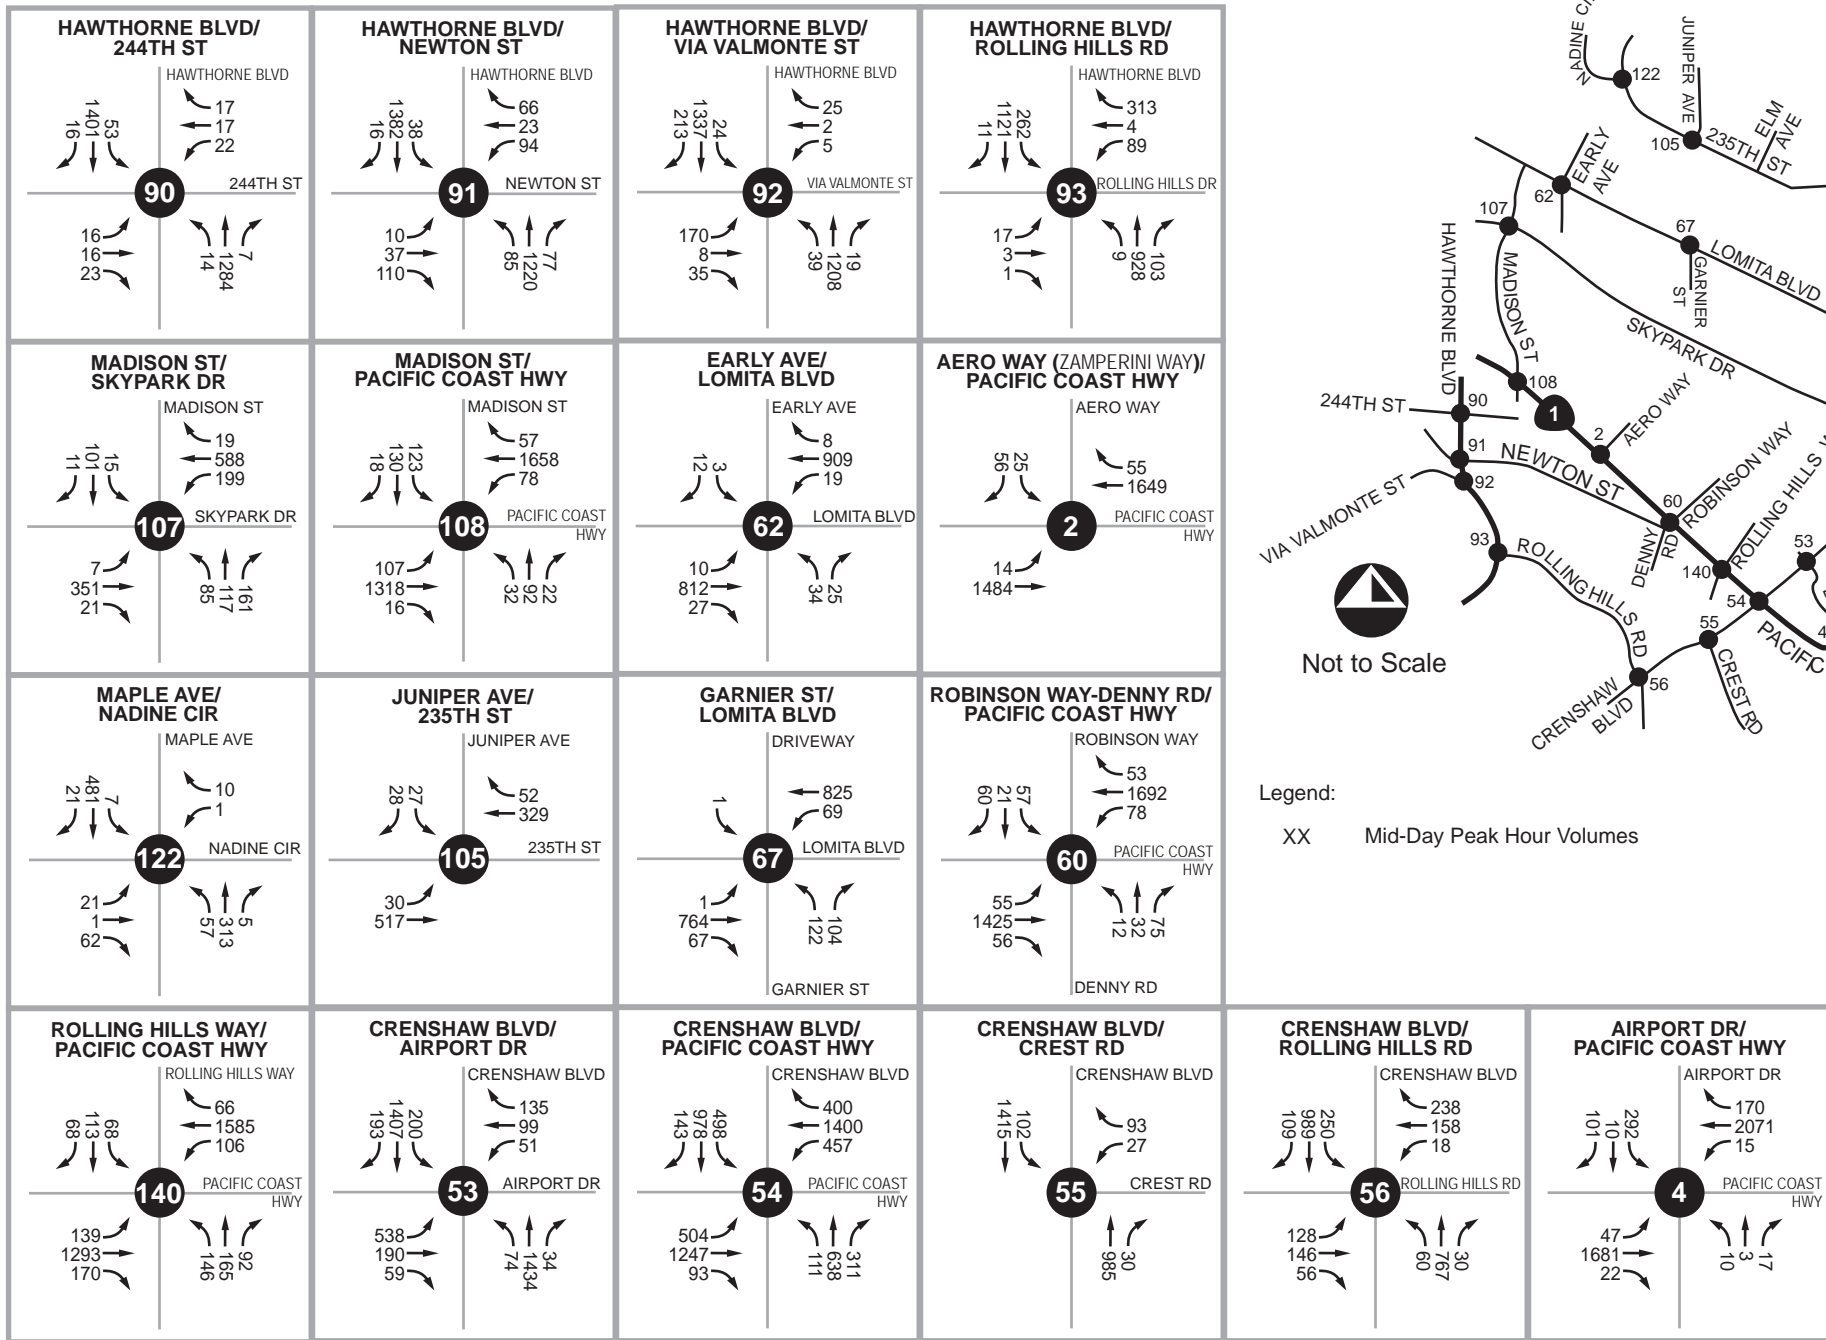 HAWTHORNE BLVD/
244TH ST
HAWTHORNE BLVD
16
1401
53
17
17
22
90
244TH ST
16
16
23
14
1284
7
HAWTHORNE BLVD/
NEWTON ST
HAWTHORNE BLVD
16
1382
38
66
23
94
91
NEWTON ST
10
37
110
85
1220
77
HAWTHORNE BLVD/
VIA VALMONTE ST
HAWTHORNE BLVD
213
1337
24
25
2
5
92
VIA VALMONTE ST
170
8
35
39
1208
19
HAWTHORNE BLVD/
ROLLING HILLS RD
HAWTHORNE BLVD
11
1121
262
313
4
89
93
ROLLING HILLS DR
17
3
1
9
928
103
MADISON ST/
SKYPARK DR
MADISON ST
11
101
15
19
588
199
107
SKYPARK DR
7
351
21
85
117
161
MADISON ST/
PACIFIC COAST HWY
MADISON ST
18
130
123
57
1658
78
108
PACIFIC COAST
HWY
107
1318
16
32
92
22
EARLY AVE/
LOMITA BLVD
EARLY AVE
12
3
8
909
19
62
LOMITA BLVD
10
812
27
34
25
AERO WAY (ZAMPERINI WAY)/
PACIFIC COAST HWY
AERO WAY
56
25
55
1649
2
PACIFIC COAST
HWY
14
1484
MAPLE AVE/
NADINE CIR
MAPLE AVE
21
481
7
10
1
122
NADINE CIR
21
1
62
57
313
5
JUNIPER AVE/
235TH ST
JUNIPER AVE
28
27
52
329
105
235TH ST
30
517
GARNIER ST/
LOMITA BLVD
DRIVEWAY
1
825
69
67
LOMITA BLVD
1
764
67
122
104
GARNIER ST
ROBINSON WAY-DENNY RD/
PACIFIC COAST HWY
ROBINSON WAY
60
21
57
53
1692
78
60
PACIFIC COAST
HWY
55
1425
56
12
32
75
DENNY RD
ROLLING HILLS WAY/
PACIFIC COAST HWY
ROLLING HILLS WAY
68
113
68
66
1585
106
140
PACIFIC COAST
HWY
139
1293
170
146
165
92
CRENSHAW BLVD/
AIRPORT DR
CRENSHAW BLVD
193
1407
200
135
99
51
53
AIRPORT DR
538
190
59
74
1434
34
CRENSHAW BLVD/
PACIFIC COAST HWY
CRENSHAW BLVD
143
978
498
400
1400
457
54
PACIFIC COAST
HWY
504
1247
93
111
638
311
CRENSHAW BLVD/
CREST RD
CRENSHAW BLVD
1415
102
93
27
55
CREST RD
985
30
CRENSHAW BLVD/
ROLLING HILLS RD
CRENSHAW BLVD
109
989
250
238
158
18
56
ROLLING HILLS RD
128
146
56
60
767
30
AIRPORT DR/
PACIFIC COAST HWY
AIRPORT DR
101
10
292
170
2071
15
4
PACIFIC COAST
HWY
47
1681
22
10
3
17
NADINE CI
122
JUNIPER AVE
105
235TH ST
ELM
AVE
EARLY
AVE
62
107
67
LOMITA BLVD
GARNIER
ST
HAWTHORNE BLVD
MADISON ST
SKYPARK DR
108
1
244TH ST
90
2
AERO WAY
91
NEWTON ST
92
VIA VALMONTE ST
60
ROBINSON WAY
93
ROLLING HILLS RD
DENNY
RD
140
ROLLING HILLS
53
54
55
PACIFIC
4
CREST RD
56
CRENSHAW
BLVD
Not to Scale
Legend:
XX Mid-Day Peak Hour Volumes